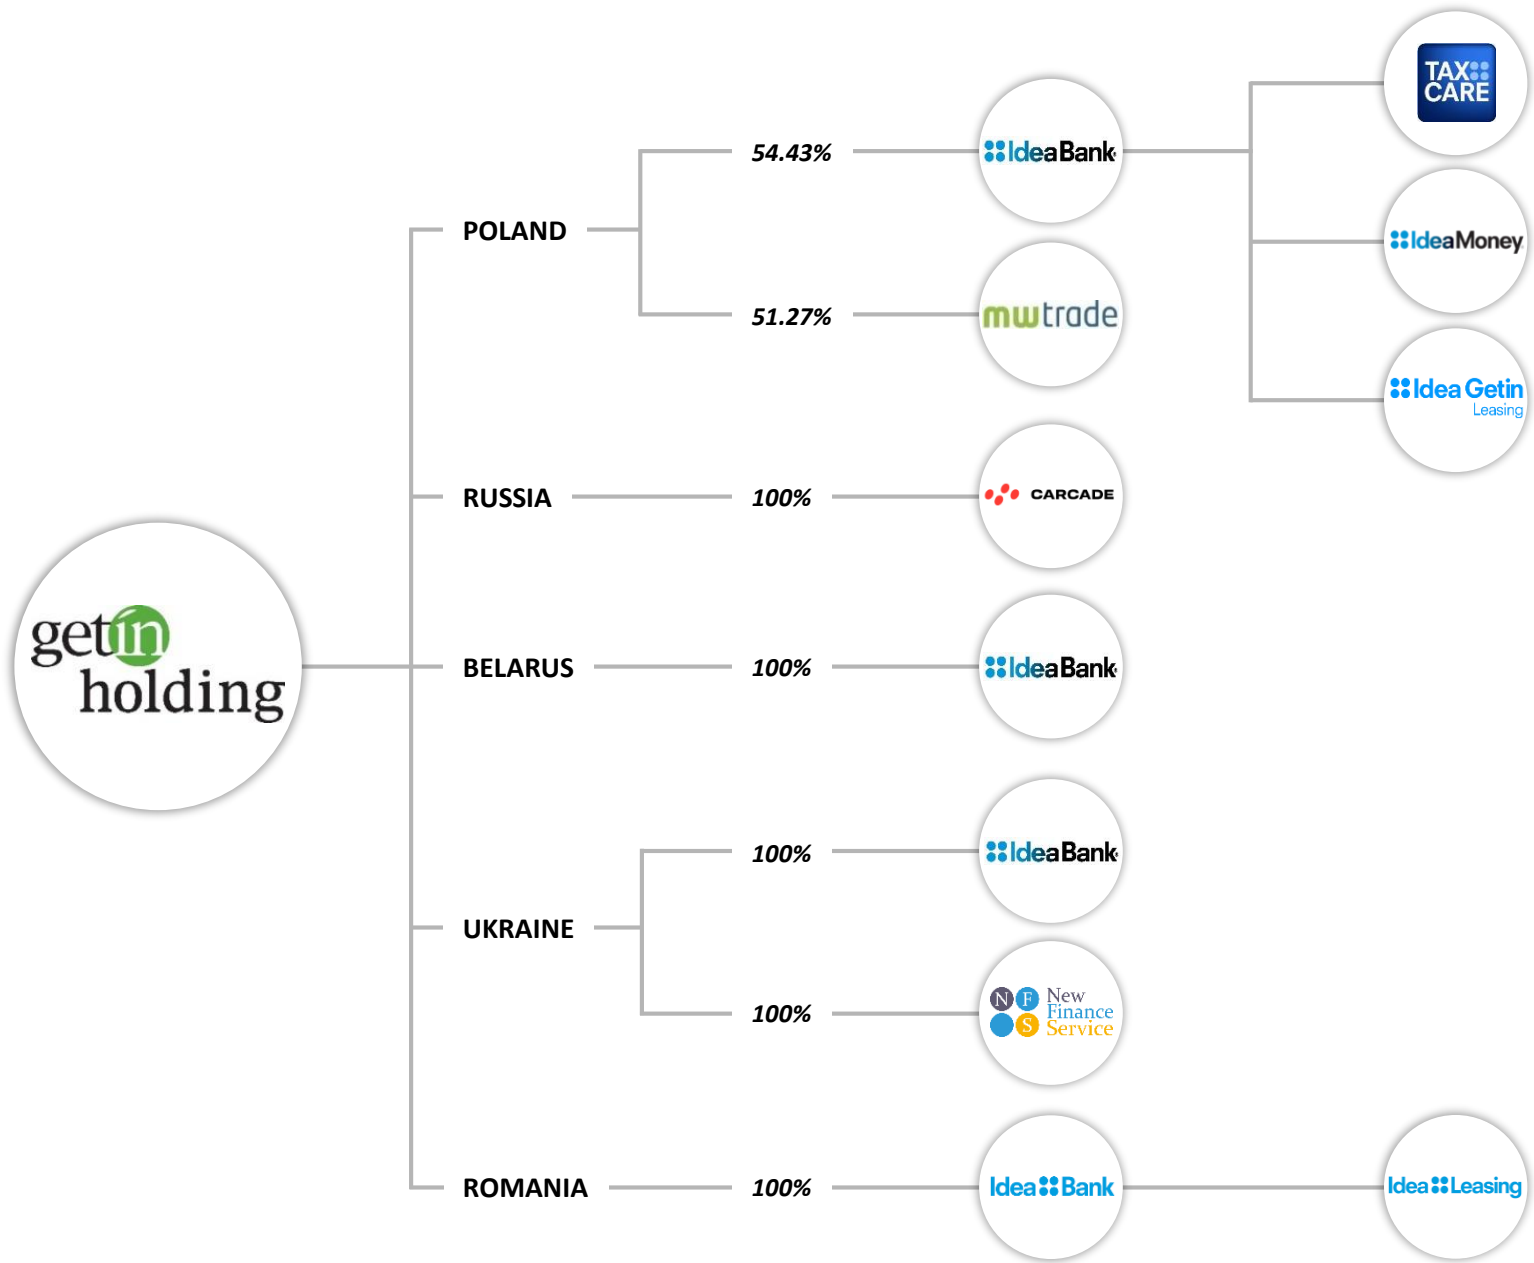 getin
holding
POLAND
54.43%
IdeaBank
TAX
CARE
IdeaMoney
Idea Getin
Leasing
51.27%
mwtrade
RUSSIA
100%
CARCADE
BELARUS
100%
IdeaBank
UKRAINE
100%
IdeaBank
100%
N F
S
New
Finance
Service
ROMANIA
100%
Idea Bank
Idea Leasing